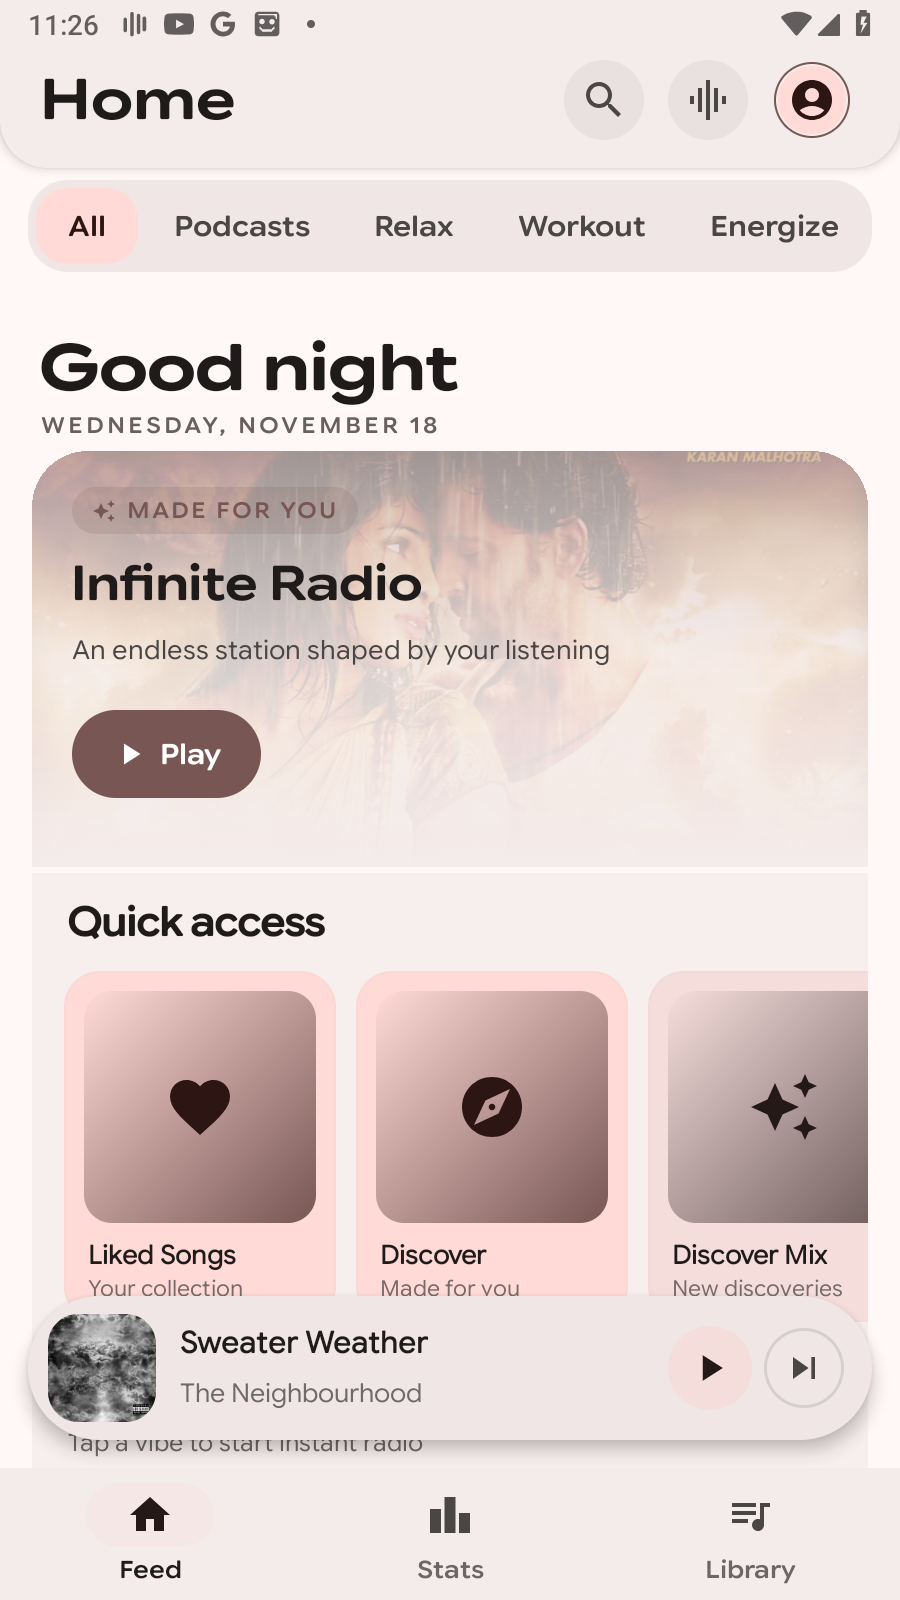 11:26
Home
All
Podcasts
Relax
Workout
Energize
Good night
WEDNESDAY, NOVEMBER 18
KARAN MALHOTRA
MADE FOR YOU
Infinite Radio
An endless station shaped by your listening
Play
Quick access
Liked Songs
Your collection
Discover
Made for you
Discover Mix
New discoveries
Sweater Weather
The Neighbourhood
Tap a vibe to start instant radio
Feed
Stats
Library